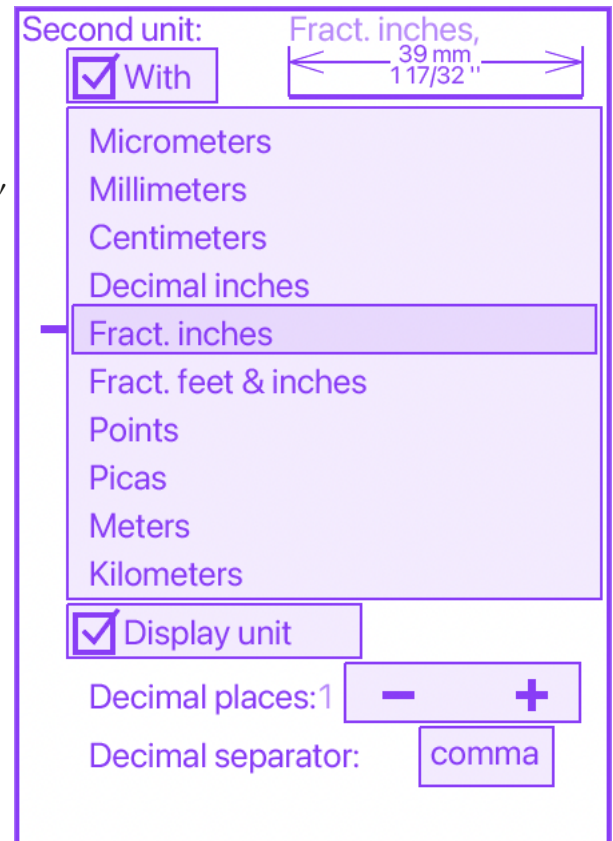 Second unit: Fract. inches,
With
39 mm
1 17/32 ''
Micrometers
Millimeters
Centimeters
Decimal inches
Fract. inches
Fract. feet & inches
Points
Picas
Meters
Kilometers
Display unit
Decimal places:1 − +
Decimal separator: comma